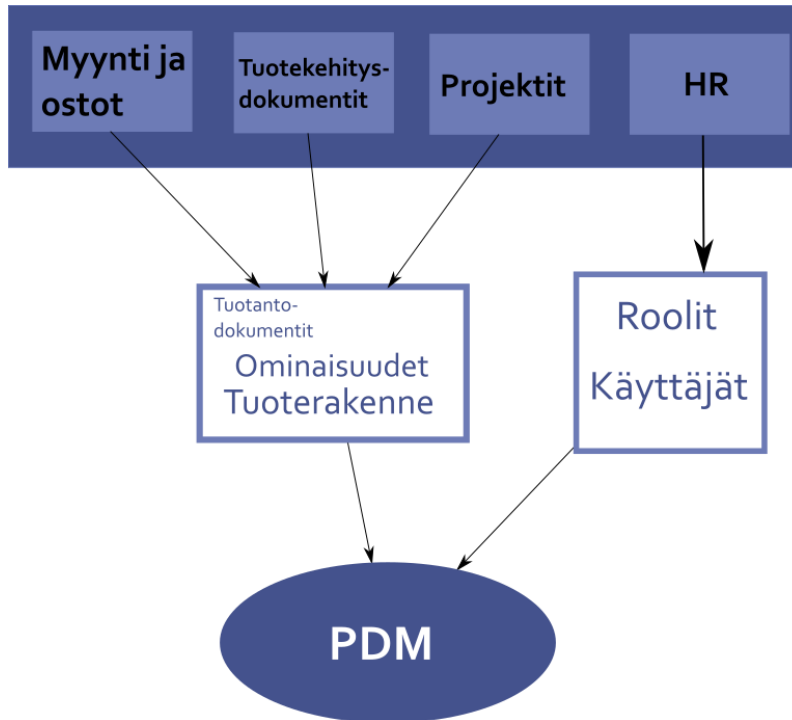 Myynti ja
ostot
Tuotekehitys-
dokumentit
Projektit
HR
Tuotanto-
dokumentit
Ominaisuudet
Tuoterakenne
Roolit
Käyttäjät
PDM